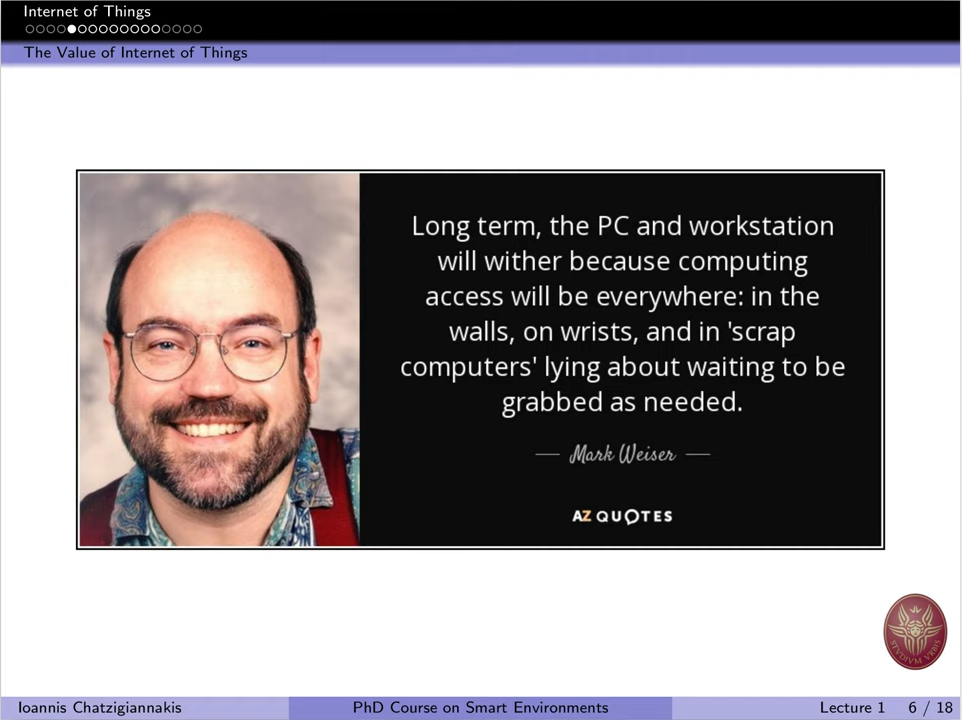 Internet of Things
The Value of Internet of Things
Long term, the PC and workstation
will wither because computing
access will be everywhere: in the
walls, on wrists, and in 'scrap
computers' lying about waiting to be
grabbed as needed.
Mark Weiser
AZ QUOTES
STVDIVM VRBIS
Ioannis Chatzigiannakis PhD Course on Smart Environments Lecture 1 6 / 18